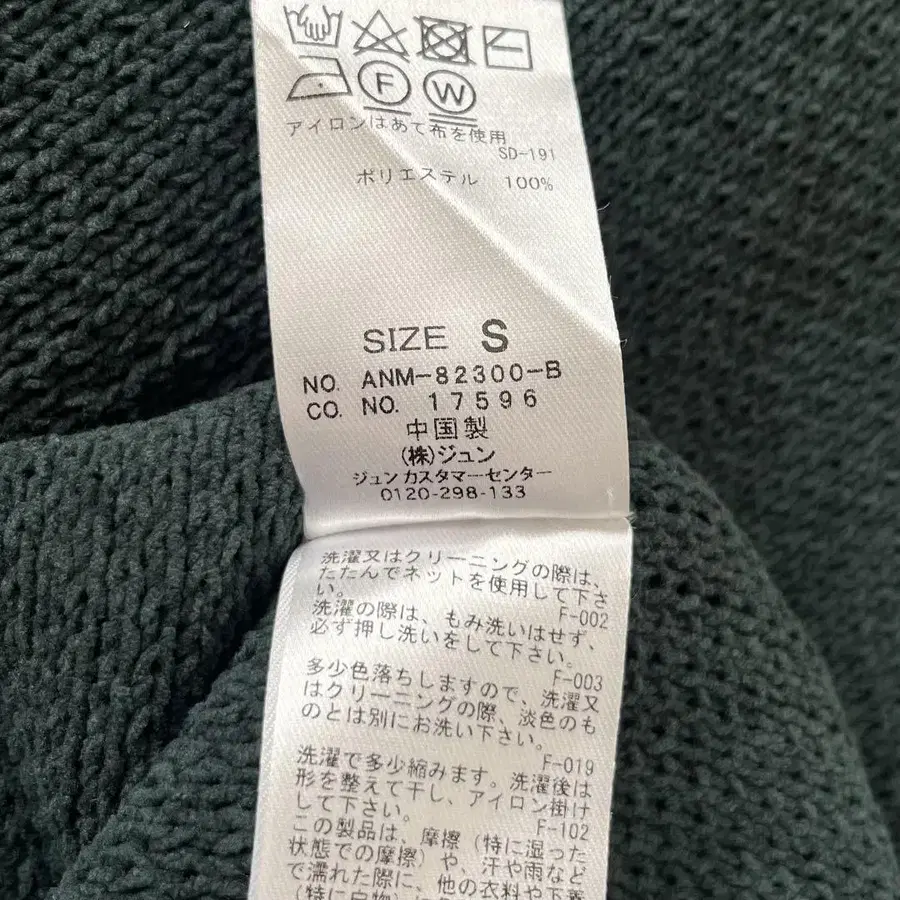 F
W
アイロンはあて布を使用
SD-191
ポリエステル 100%
SIZE S
NO. ANM-82300-B
CO. NO. 17596
中国製
(株)ジュン
ジュン カスタマーセンター
0120-298-133
洗濯又はクリーニングの際は、
たたんでネットを使用して下さ
い。
F-002
洗濯の際は、もみ洗いはせず、
必ず押し洗いをして下さい。
F-003
多少色落ちしますので、洗濯又
はクリーニングの際、淡色のも
のとは別にお洗い下さい。
F-019
洗濯で多少縮みます。洗濯後は
形を整えて干し、アイロン掛け
して下さい。
F-102
この製品は、摩擦(特に湿った
状態での摩擦)や、汗や雨など
で濡れた際に、他の衣料や下着
(特に白物)に